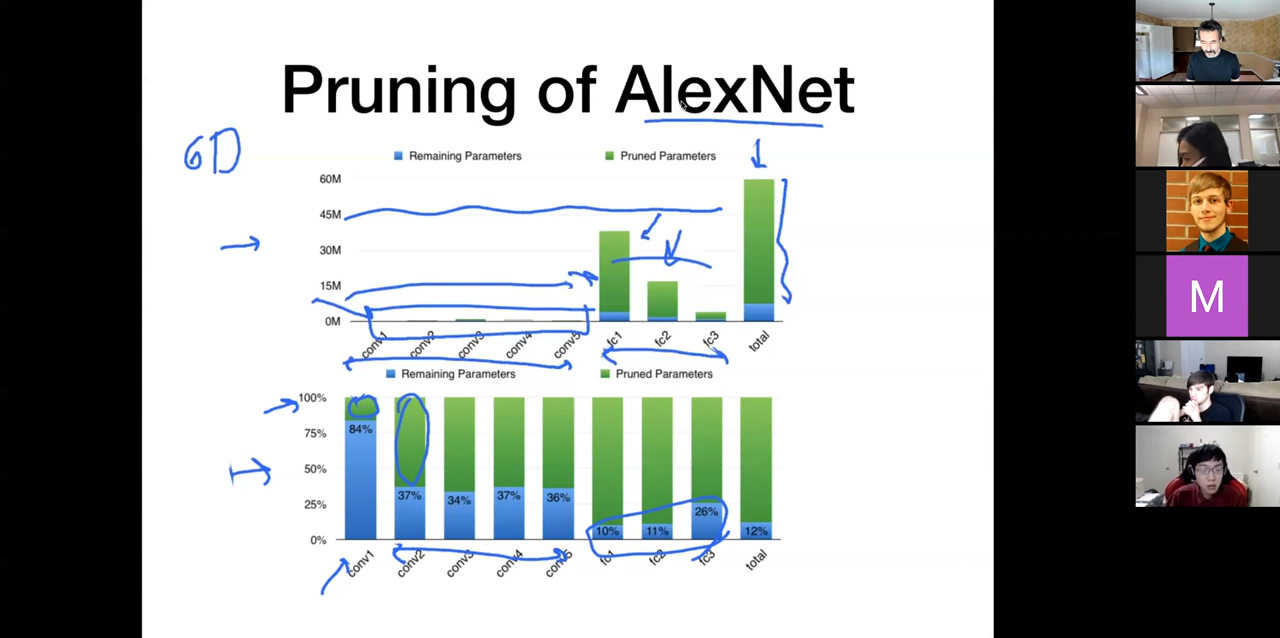 Pruning of AlexNet
6D
Remaining Parameters Pruned Parameters
60M
45M
30M
15M
0M
conv1 conv2 conv3 conv4 conv5 fc1 fc2 fc3 total
Remaining Parameters Pruned Parameters
100%
75%
50%
25%
0%
84% 37% 34% 37% 36% 10% 11% 26% 12%
conv1 conv2 conv3 conv4 conv5 fc1 fc2 fc3 total
M